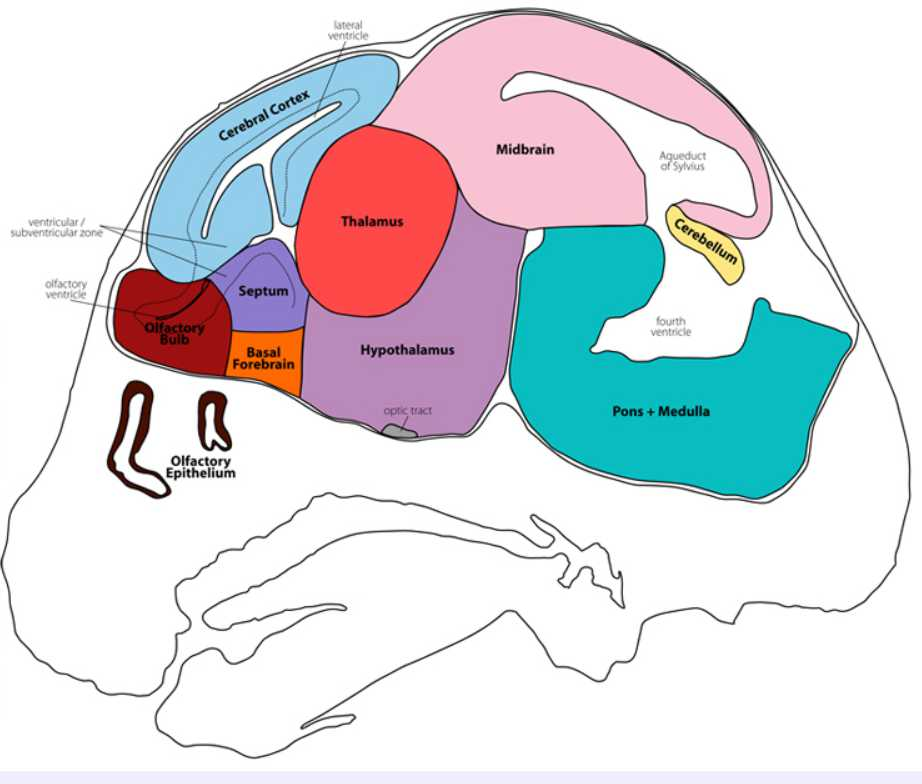 lateral
ventricle
Cerebral Cortex
Midbrain
Aqueduct
of Sylvius
Thalamus
ventricular /
subventricular zone
Cerebellum
olfactory
ventricle
Septum
Olfactory
Bulb
Basal
Forebrain
Hypothalamus
fourth
ventricle
optic tract
Pons + Medulla
Olfactory
Epithelium